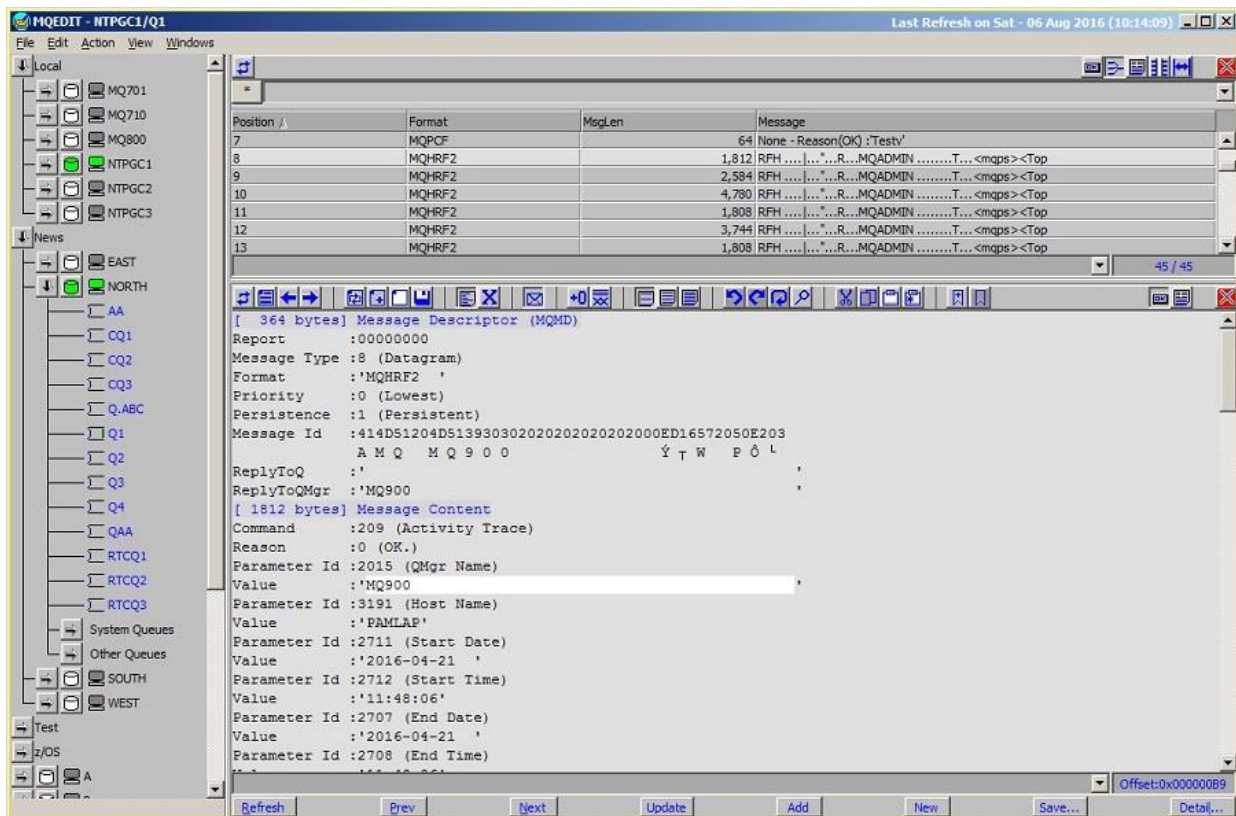 MQEDIT - NTPGC1/Q1
Last Refresh on Sat - 06 Aug 2016 (10:14:09)
File Edit Action View Windows
Local
MQ701
MQ710
MQ800
NTPGC1
NTPGC2
NTPGC3
News
EAST
NORTH
AA
CQ1
CQ2
CQ3
Q.ABC
Q1
Q2
Q3
Q4
QAA
RTCQ1
RTCQ2
RTCQ3
System Queues
Other Queues
SOUTH
WEST
Test
z/OS
A
*
Position Format MsgLen Message
7 MQPCF 64 None - Reason(OK) :'Testv'
8 MQHRF2 1,812 RFH ....|..."...R...MQADMIN ........T...<mqps><Top
9 MQHRF2 2,584 RFH ....|..."...R...MQADMIN ........T...<mqps><Top
10 MQHRF2 4,780 RFH ....|..."...R...MQADMIN ........T...<mqps><Top
11 MQHRF2 1,808 RFH ....|..."...R...MQADMIN ........T...<mqps><Top
12 MQHRF2 3,744 RFH ....|..."...R...MQADMIN ........T...<mqps><Top
13 MQHRF2 1,808 RFH ....|..."...R...MQADMIN ........T...<mqps><Top
45 / 45
[ 364 bytes] Message Descriptor (MQMD)
Report :00000000
Message Type :8 (Datagram)
Format :'MQHRF2 '
Priority :0 (Lowest)
Persistence :1 (Persistent)
Message Id :414D51204D5139303020202020202020ED16572050E203
A M Q M Q 9 0 0 Ý ┬ W P Ô └
ReplyToQ :' '
ReplyToQMgr :'MQ900 '
[ 1812 bytes] Message Content
Command :209 (Activity Trace)
Reason :0 (OK.)
Parameter Id :2015 (QMgr Name)
Value :'MQ900 '
Parameter Id :3191 (Host Name)
Value :'PAMLAP'
Parameter Id :2711 (Start Date)
Value :'2016-04-21 '
Parameter Id :2712 (Start Time)
Value :'11:48:06'
Parameter Id :2707 (End Date)
Value :'2016-04-21 '
Parameter Id :2708 (End Time)
Offset:0x000000B9
Refresh Prev Next Update Add New Save... Detail...